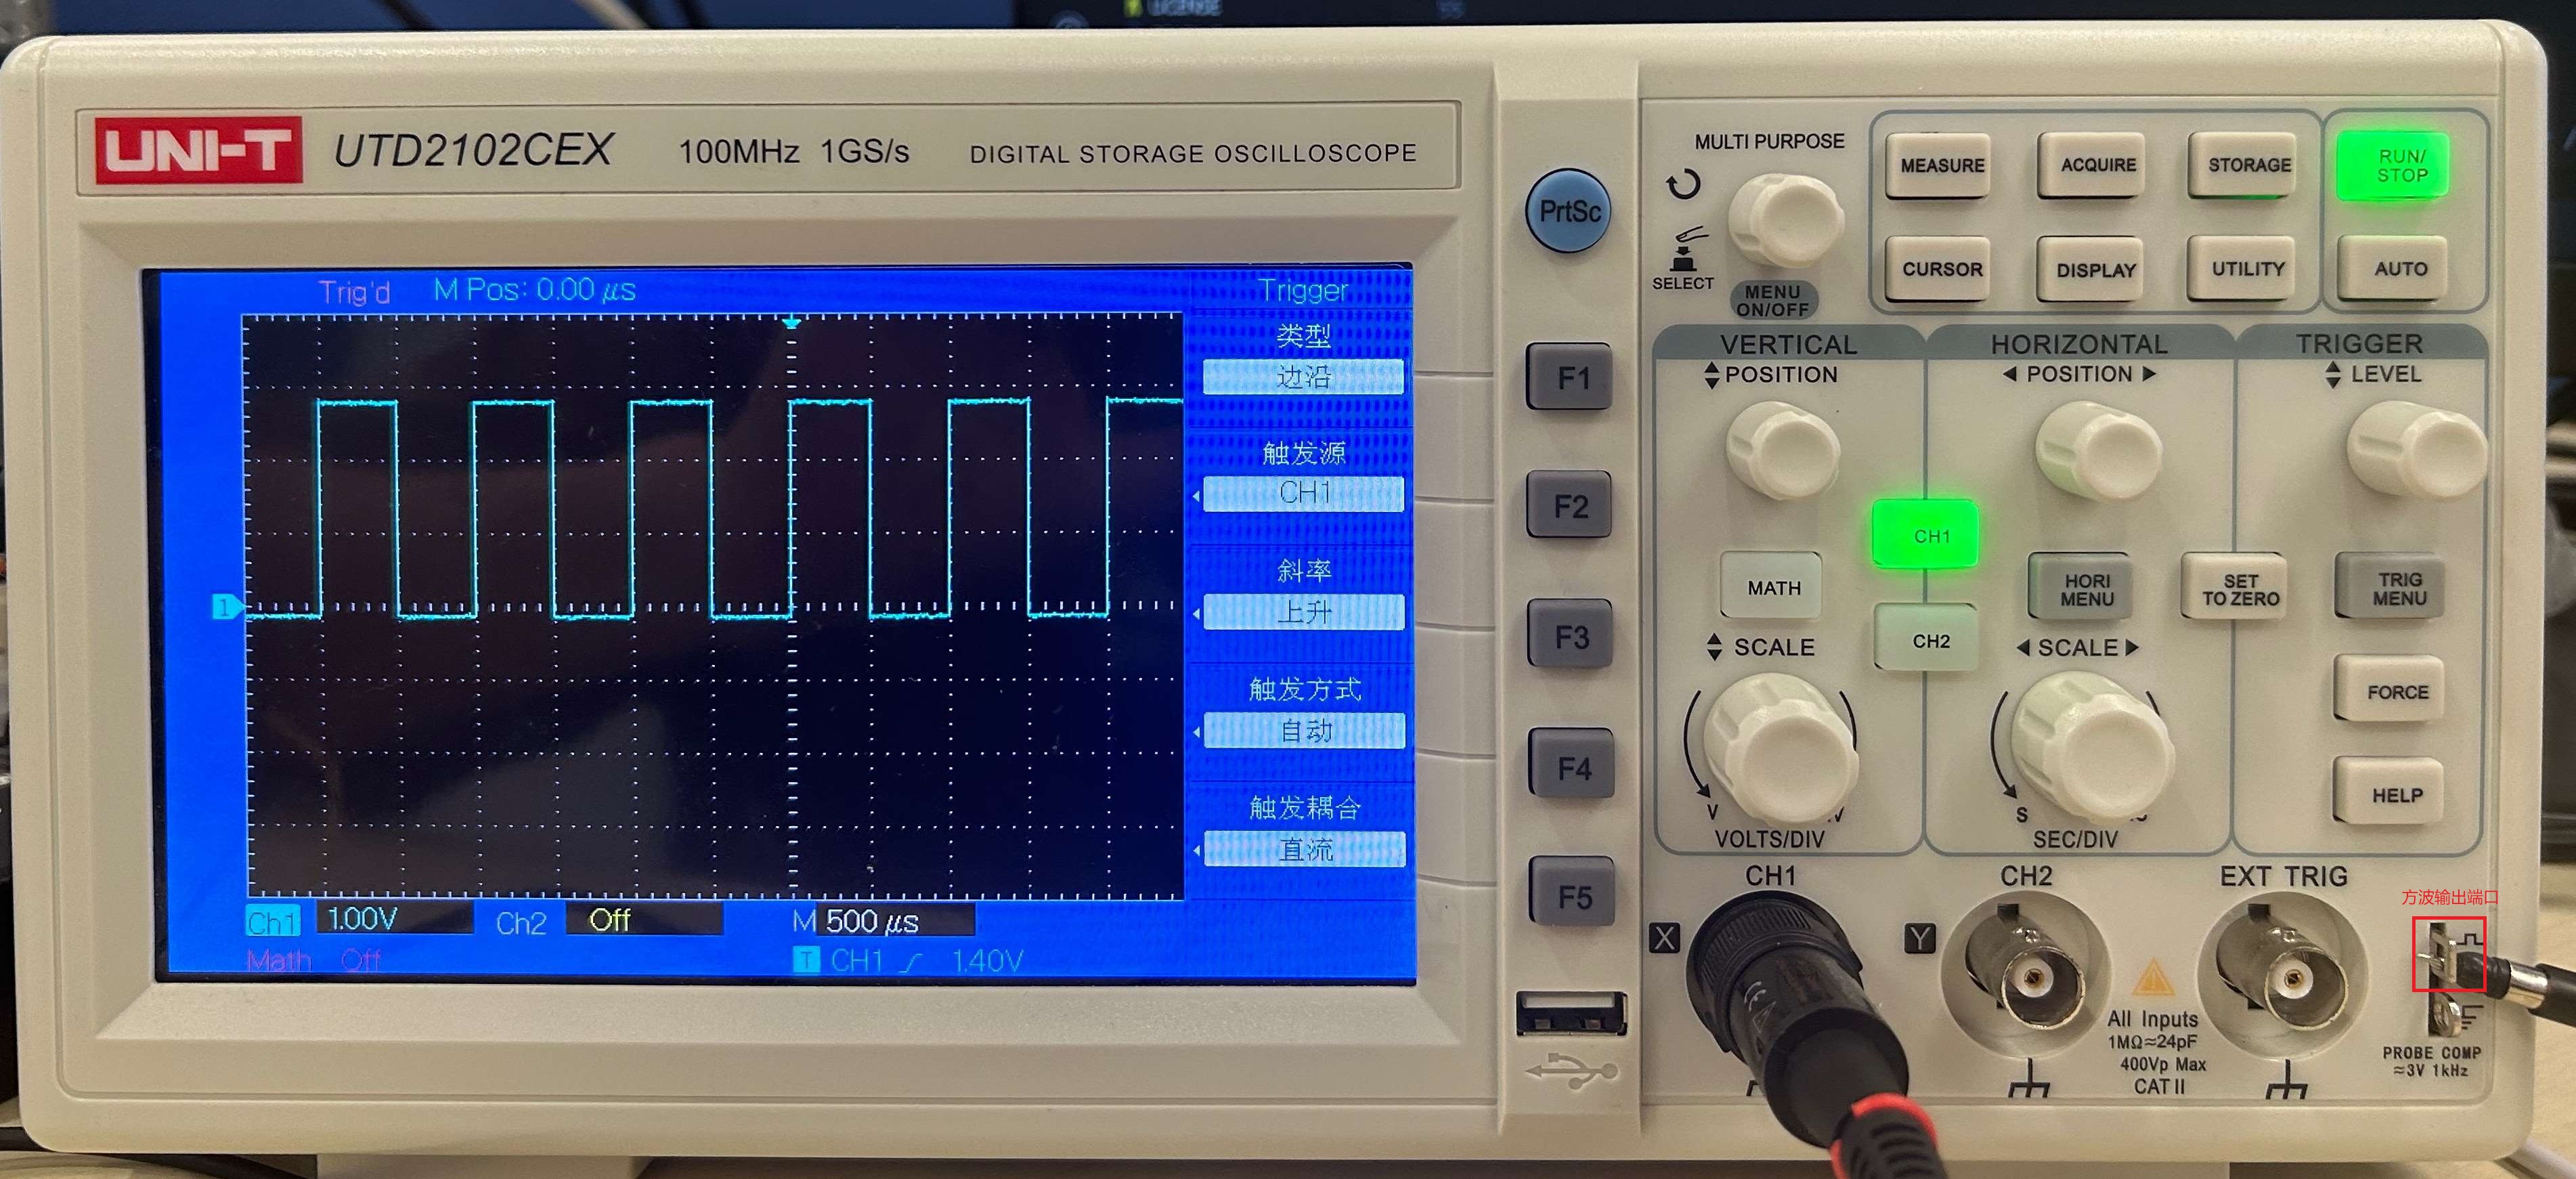 LICENSE
UNI-T UTD2102CEX 100MHz 1GS/s DIGITAL STORAGE OSCILLOSCOPE
Trig'd M Pos: 0.00 μs Trigger
类型
边沿
触发源
CH1
斜率
上升
触发方式
自动
触发耦合
直流
1
Ch1 1.00V Ch2 Off M 500 μs
Math Off T CH1 1.40V
PrtSc
F1
F2
F3
F4
F5
MULTI PURPOSE
SELECT
MENU
ON/OFF
MEASURE ACQUIRE STORAGE RUN/
STOP
CURSOR DISPLAY UTILITY AUTO
VERTICAL HORIZONTAL TRIGGER
POSITION POSITION LEVEL
CH1
MATH HORI
MENU SET
TO ZERO TRIG
MENU
CH2
SCALE SCALE
FORCE
HELP
V S
VOLTS/DIV SEC/DIV
CH1 CH2 EXT TRIG
方波输出端口
X Y
All Inputs
1MΩ≈24pF
400Vp Max
CAT II
PROBE COMP
≈3V 1kHz